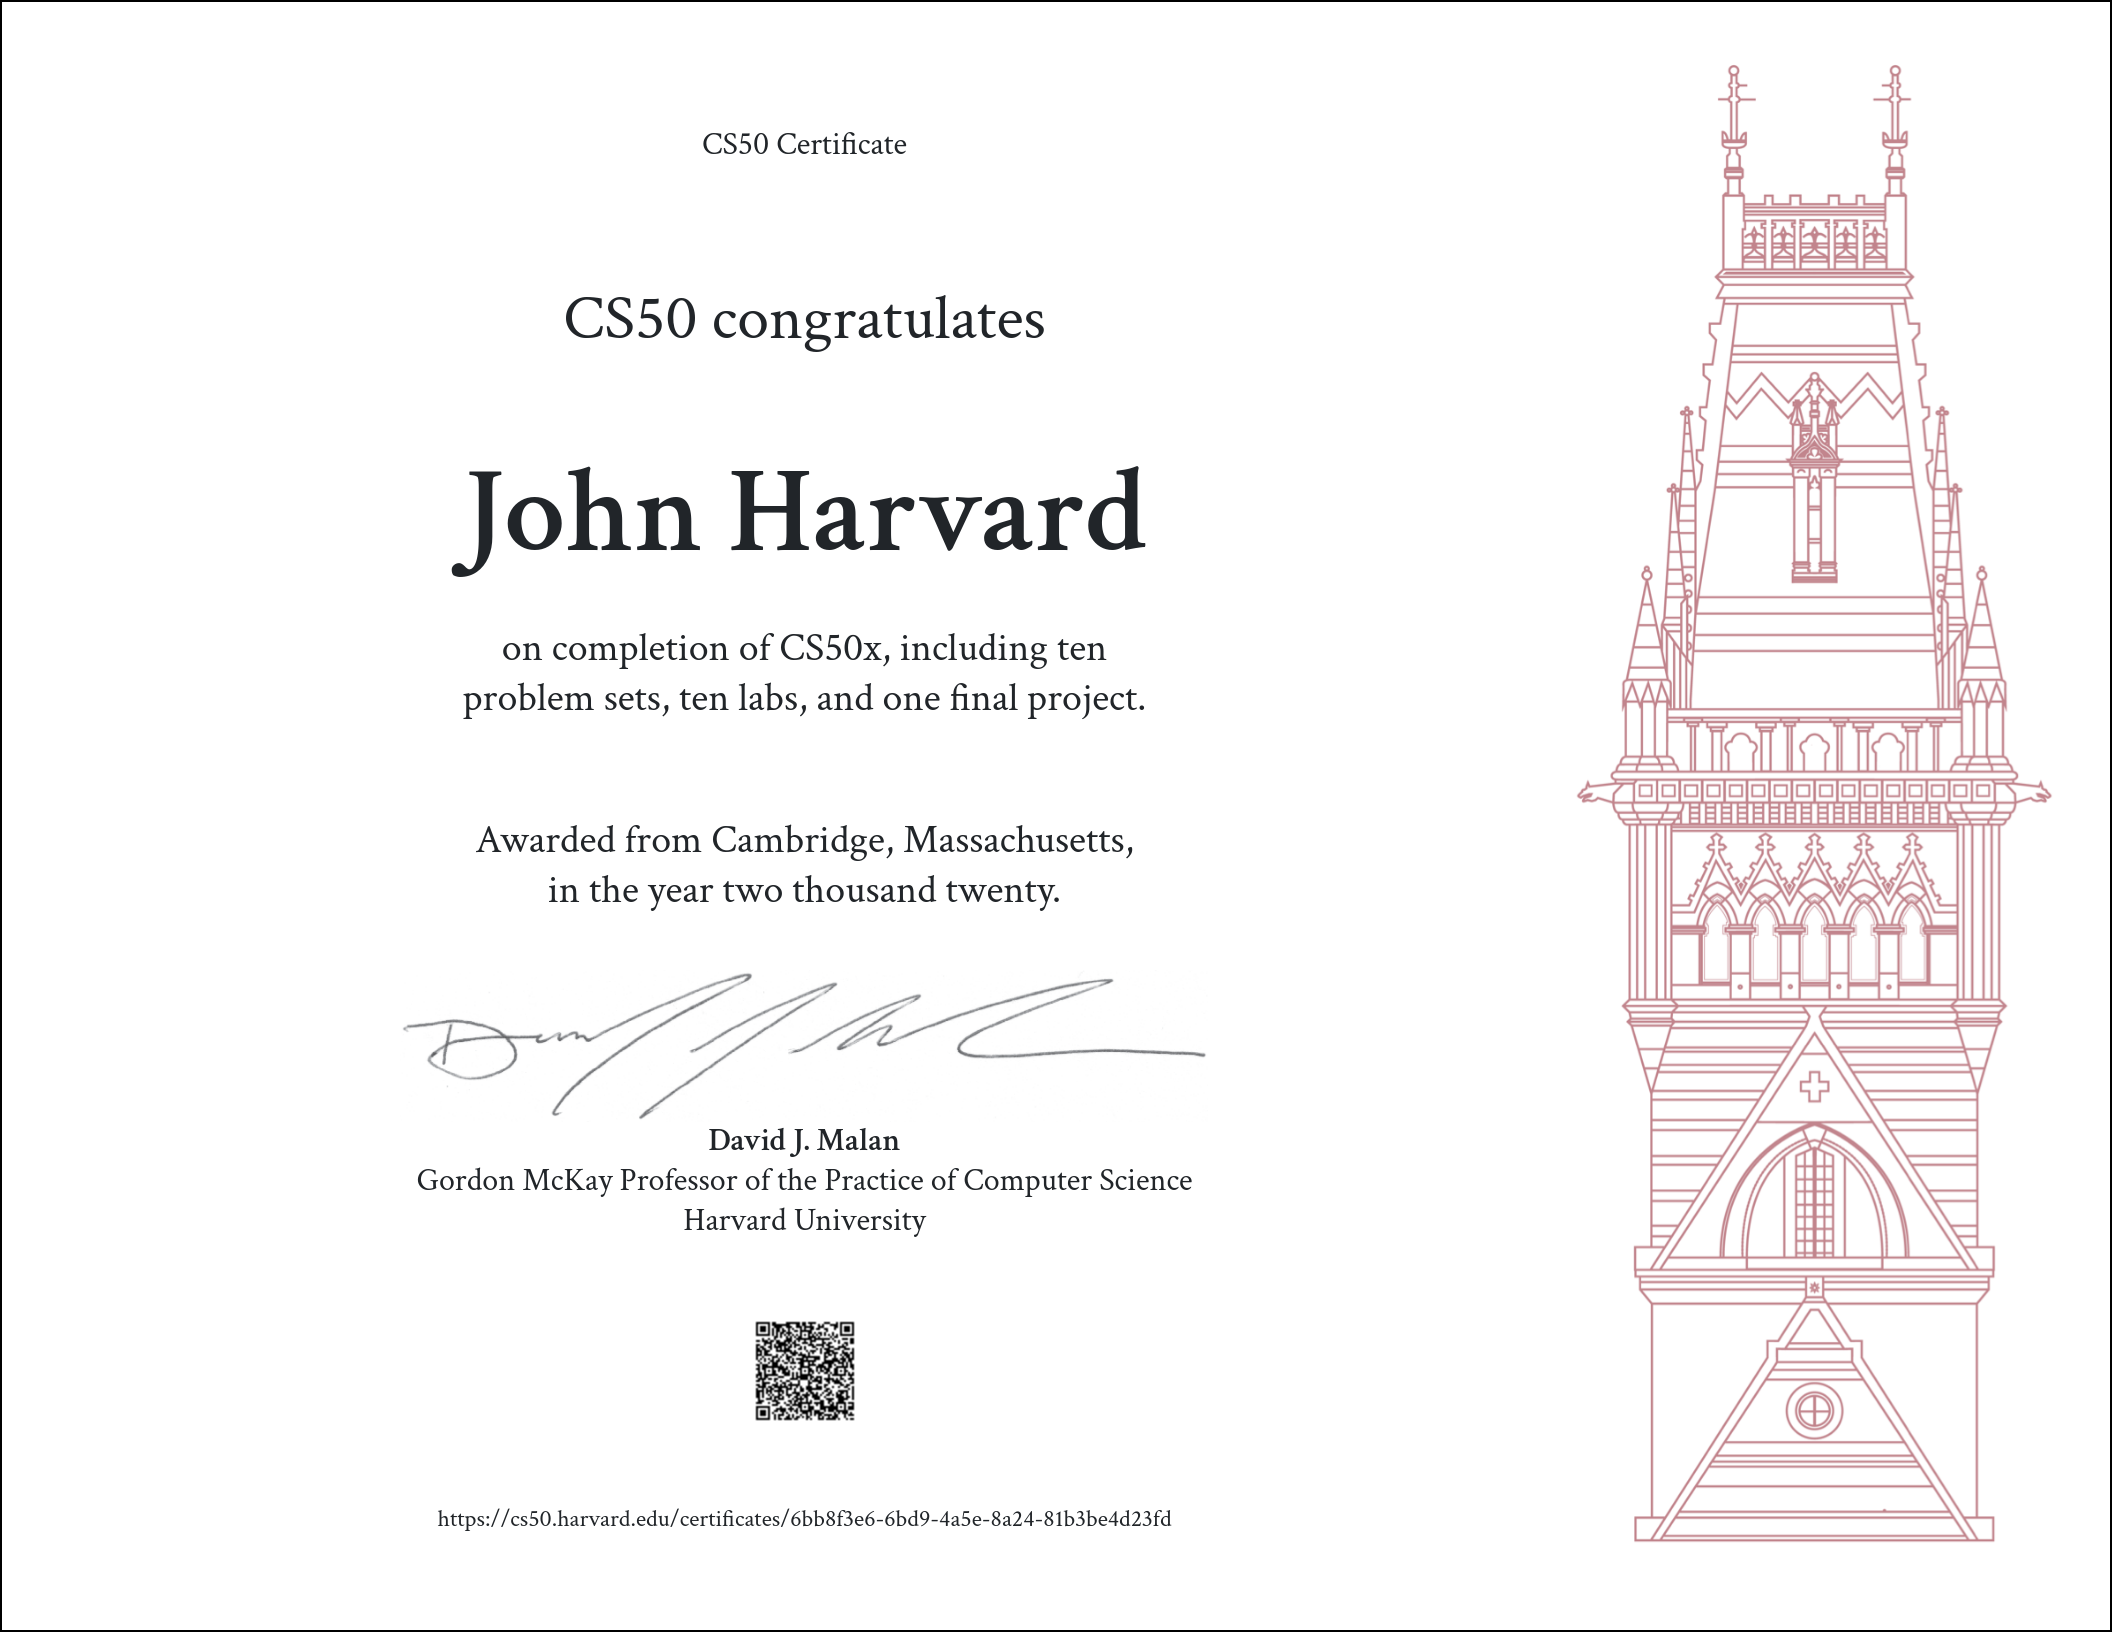 CS50 Certificate
CS50 congratulates
John Harvard
on completion of CS50x, including ten
problem sets, ten labs, and one final project.
Awarded from Cambridge, Massachusetts,
in the year two thousand twenty.
David J. Malan
Gordon McKay Professor of the Practice of Computer Science
Harvard University
https://cs50.harvard.edu/certificates/6bb8f3e6-6bd9-4a5e-8a24-81b3be4d23fd